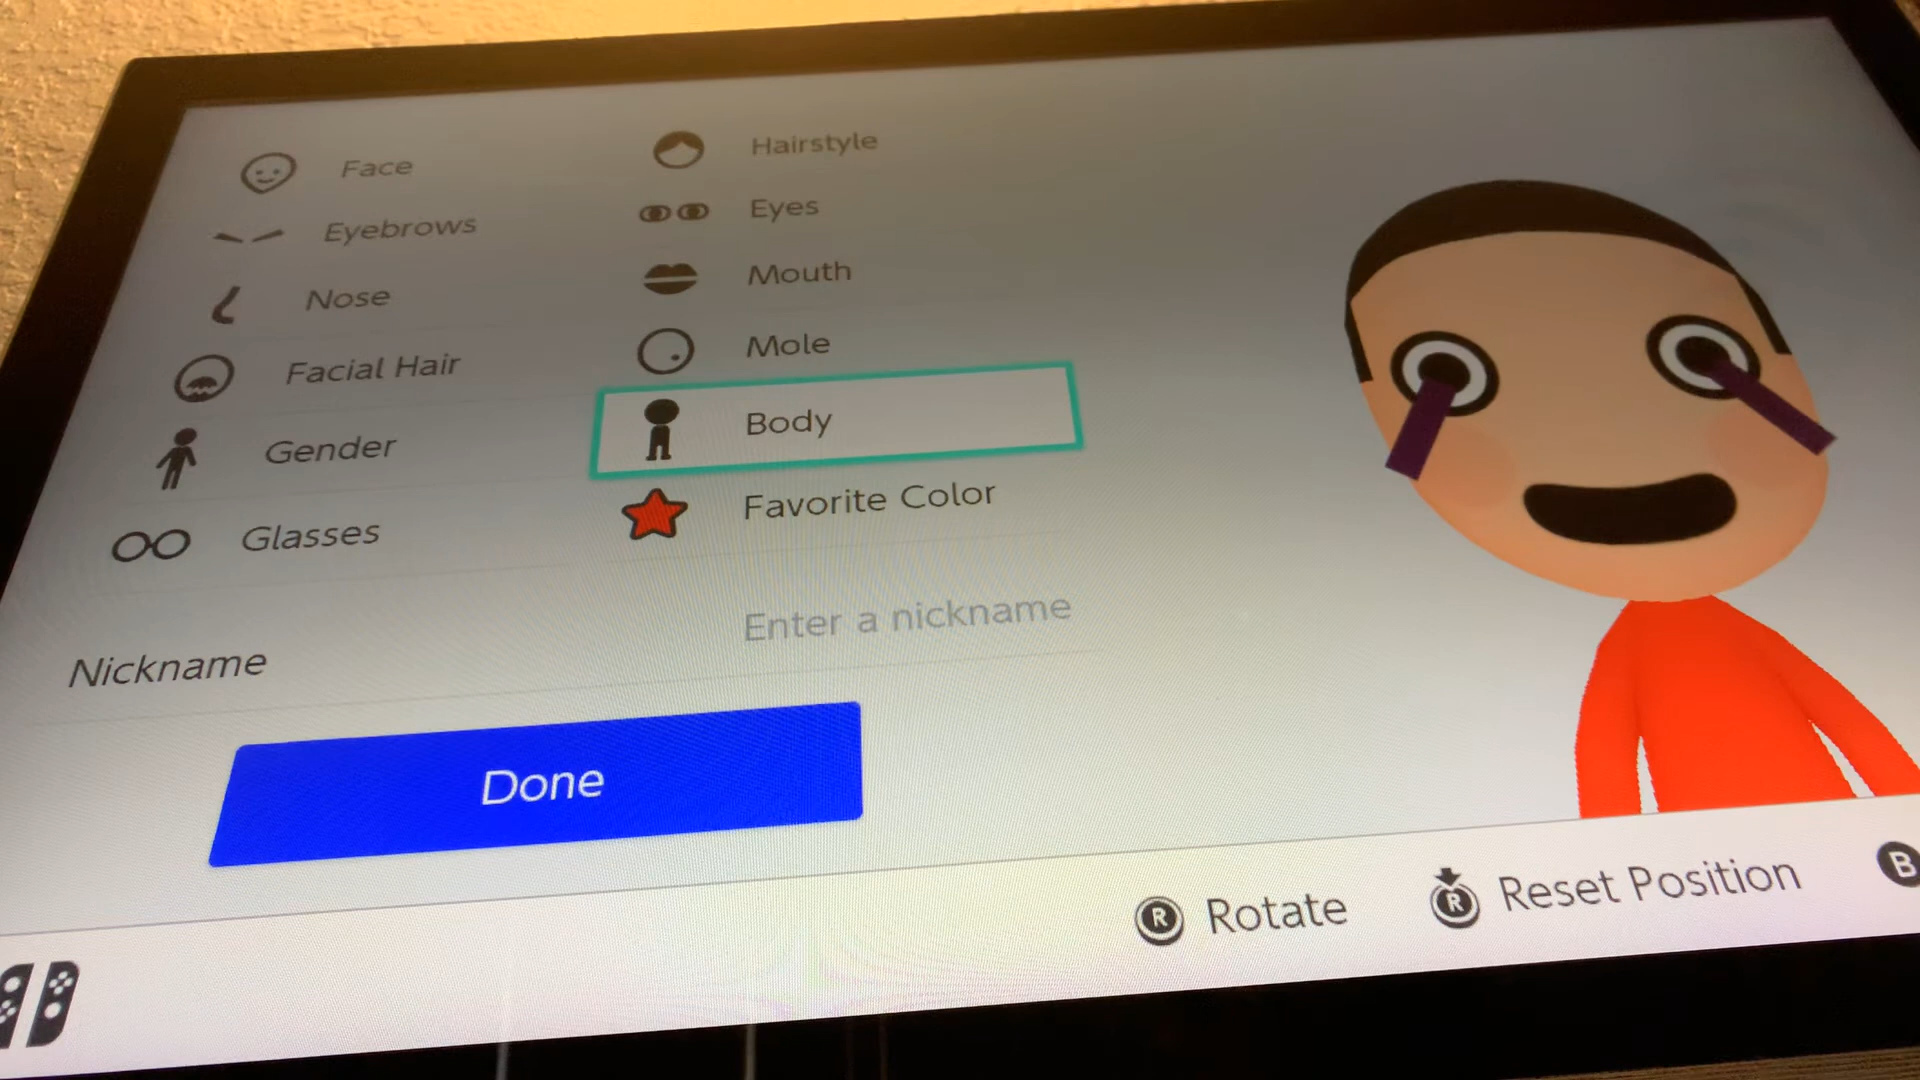 Face
Hairstyle
Eyebrows
Eyes
Nose
Mouth
Facial Hair
Mole
Gender
Body
Glasses
Favorite Color
Nickname
Enter a nickname
Done
R Rotate
R Reset Position
B